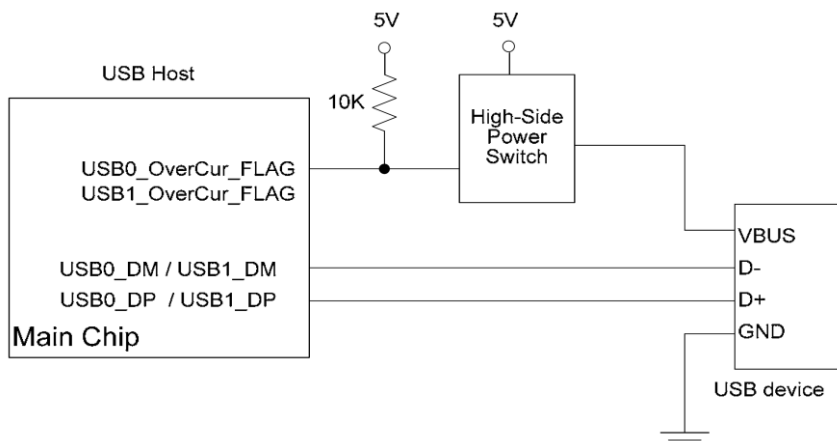 5V
5V
USB Host
10K
High-Side
Power
Switch
USB0_OverCur_FLAG
USB1_OverCur_FLAG
VBUS
USB0_DM / USB1_DM
D-
USB0_DP / USB1_DP
D+
Main Chip
GND
USB device